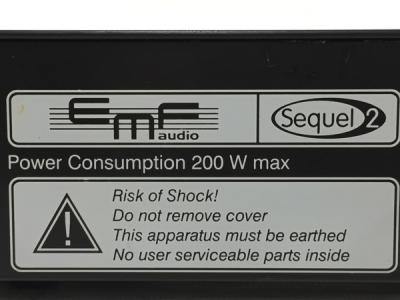 EMF audio
Sequel 2
Power Consumption 200 W max
Risk of Shock!
Do not remove cover
This apparatus must be earthed
No user serviceable parts inside